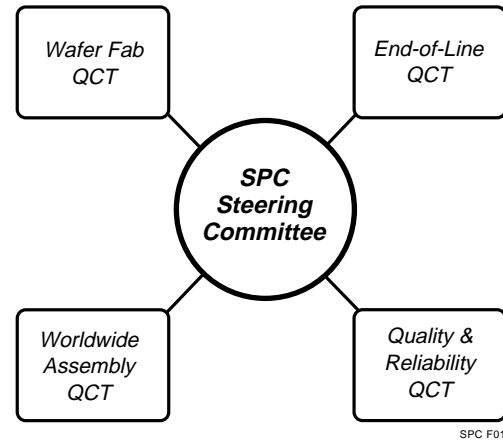 Wafer Fab
QCT
End-of-Line
QCT
SPC
Steering
Committee
Worldwide
Assembly
QCT
Quality &
Reliability
QCT
SPC F01